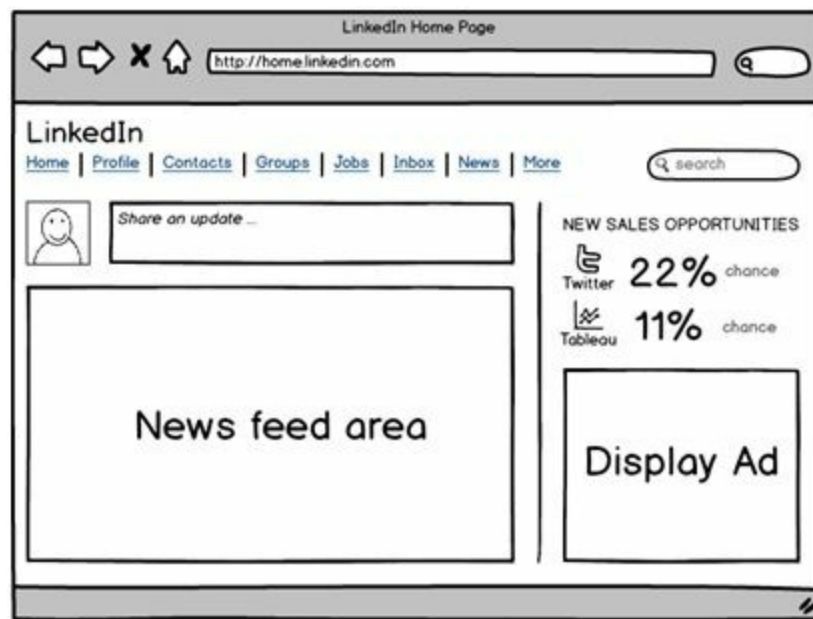 LinkedIn Home Page
http://home.linkedin.com
LinkedIn
Home | Profile | Contacts | Groups | Jobs | Inbox | News | More
search
Share an update ...
NEW SALES OPPORTUNITIES
Twitter 22% chance
Tableau 11% chance
News feed area
Display Ad